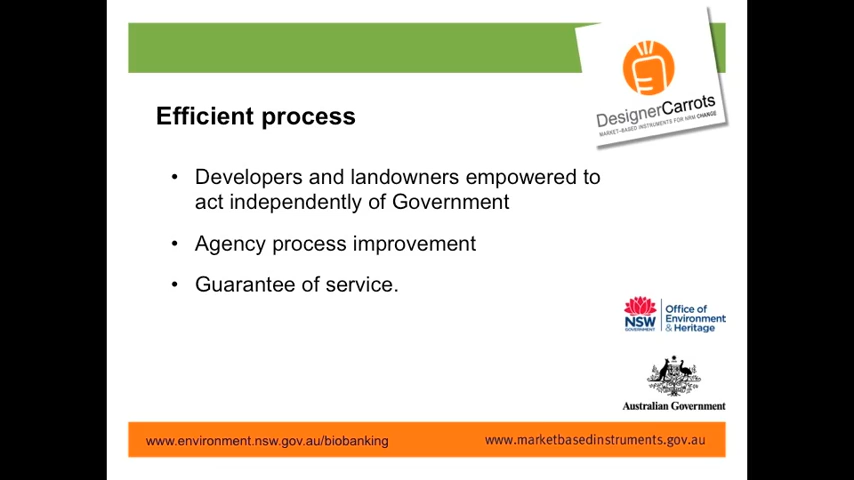 DesignerCarrots
MARKET-BASED INSTRUMENTS FOR NRM CHANGE
Efficient process
• Developers and landowners empowered to
act independently of Government
• Agency process improvement
• Guarantee of service.
NSW
GOVERNMENT
Office of
Environment
& Heritage
Australian Government
www.environment.nsw.gov.au/biobanking
www.marketbasedinstruments.gov.au